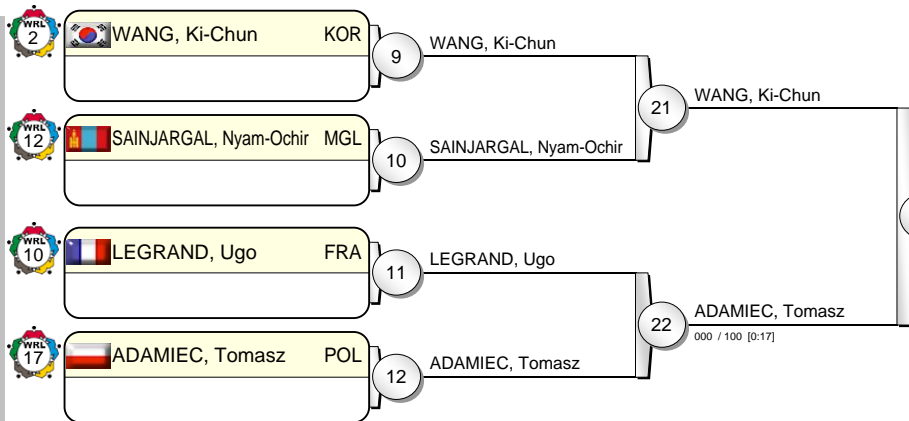 WRL
2
WANG, Ki-Chun KOR
9
WANG, Ki-Chun
21
WANG, Ki-Chun
WRL
12
SAINJARGAL, Nyam-Ochir MGL
10
SAINJARGAL, Nyam-Ochir
WRL
10
LEGRAND, Ugo FRA
11
LEGRAND, Ugo
22
ADAMIEC, Tomasz
000 / 100 [0:17]
WRL
17
ADAMIEC, Tomasz POL
12
ADAMIEC, Tomasz